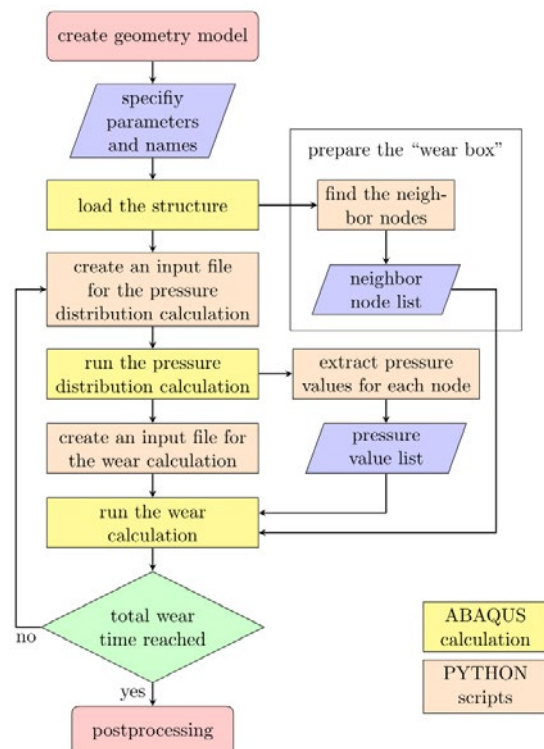 create geometry model
specifiy
parameters
and names
prepare the “wear box”
load the structure
find the neigh-
bor nodes
create an input file
for the pressure
distribution calculation
neighbor
node list
run the pressure
distribution calculation
extract pressure
values for each node
create an input file for
the wear calculation
pressure
value list
run the wear
calculation
total wear
time reached
no
yes
postprocessing
ABAQUS
calculation
PYTHON
scripts